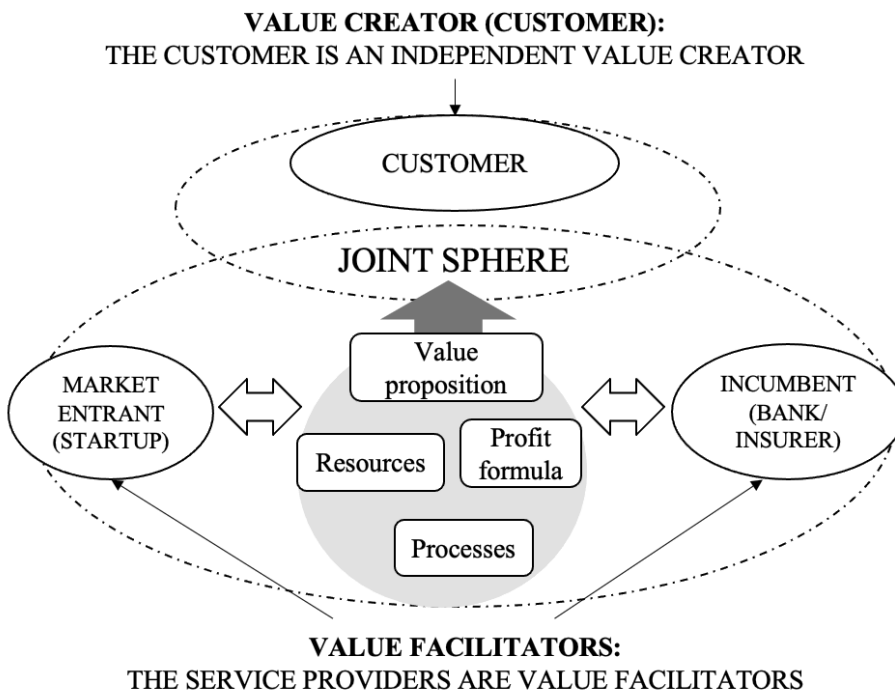 VALUE CREATOR (CUSTOMER):
THE CUSTOMER IS AN INDEPENDENT VALUE CREATOR
CUSTOMER
JOINT SPHERE
Value
proposition
MARKET
ENTRANT
(STARTUP)
INCUMBENT
(BANK/
INSURER)
Resources
Profit
formula
Processes
VALUE FACILITATORS:
THE SERVICE PROVIDERS ARE VALUE FACILITATORS